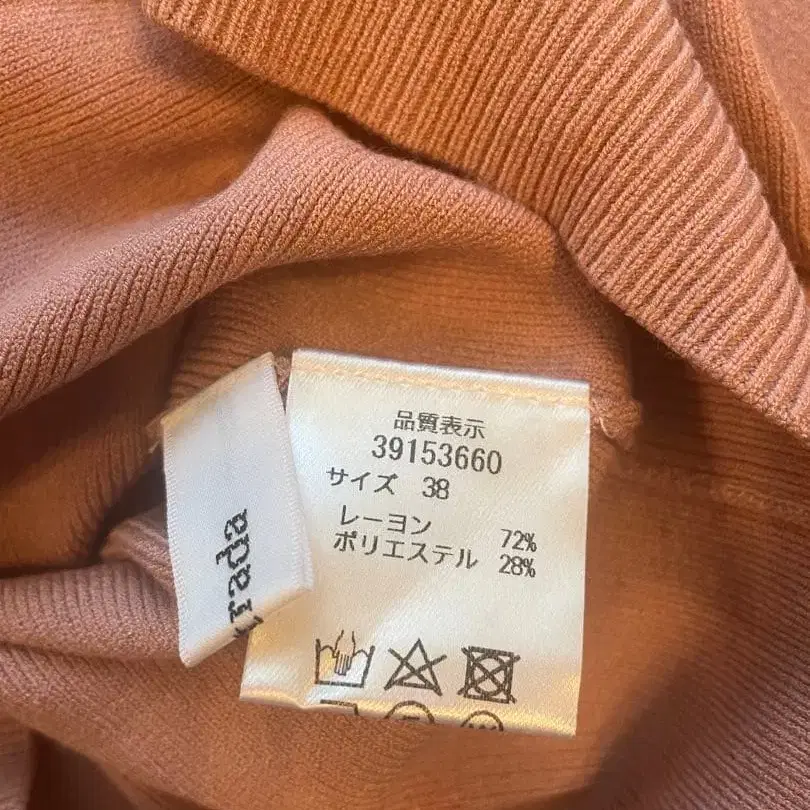 品質表示
39153660
サイズ 38
レーヨン 72%
ポリエステル 28%